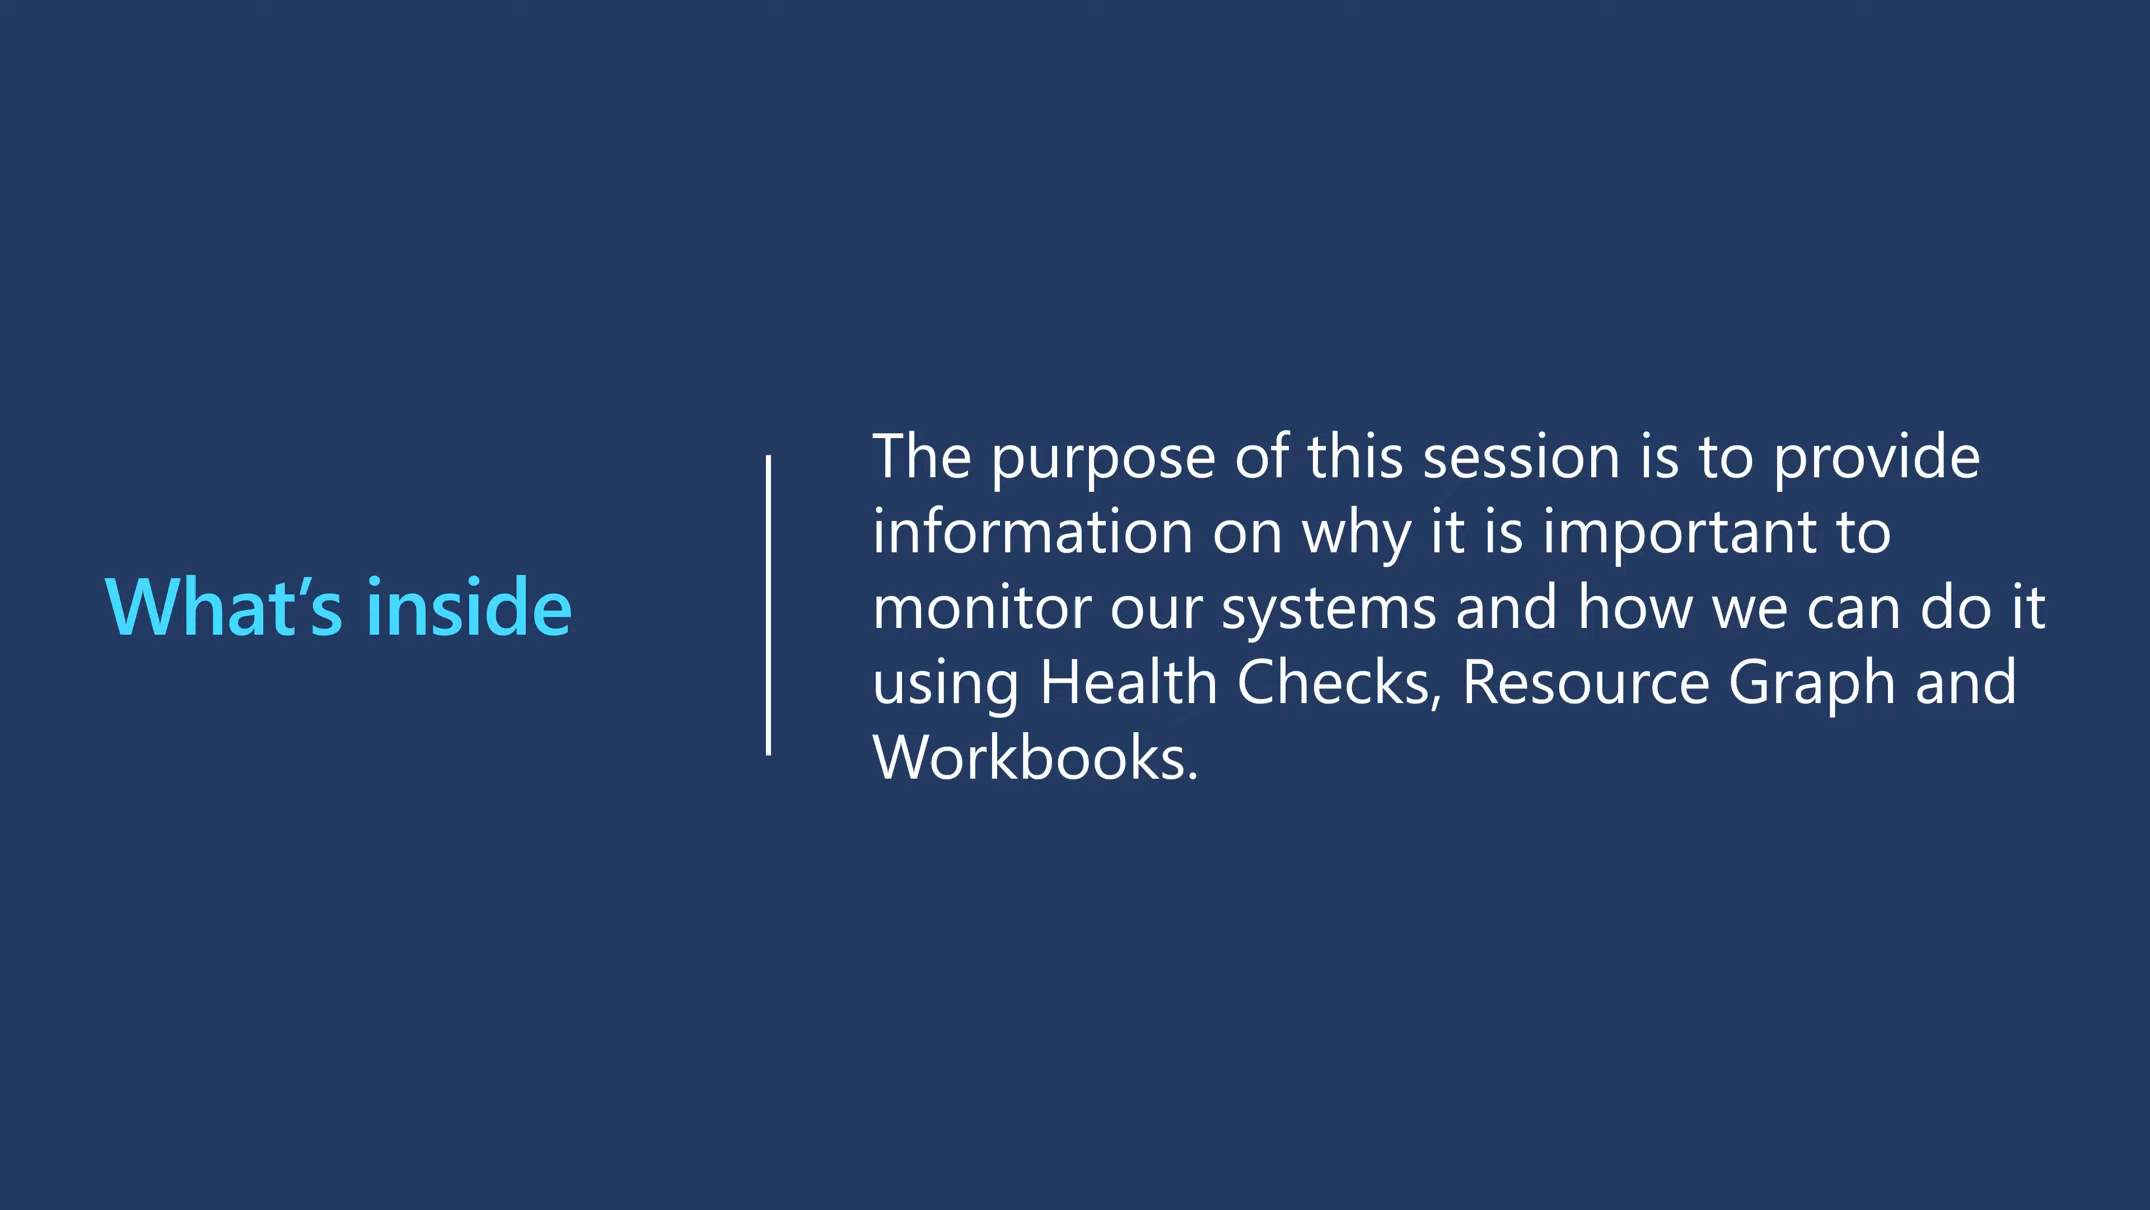 What’s inside
The purpose of this session is to provide
information on why it is important to
monitor our systems and how we can do it
using Health Checks, Resource Graph and
Workbooks.